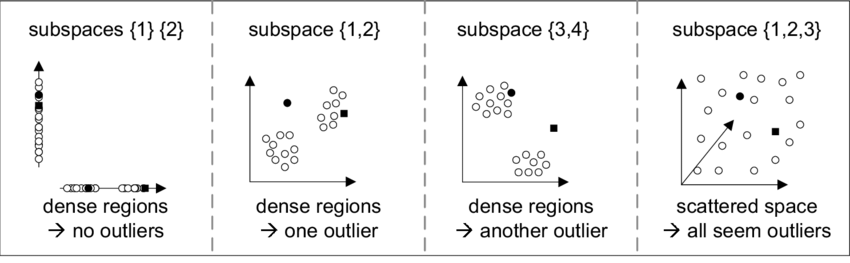 subspaces {1} {2}
dense regions
→ no outliers
subspace {1,2}
dense regions
→ one outlier
subspace {3,4}
dense regions
→ another outlier
subspace {1,2,3}
scattered space
→ all seem outliers